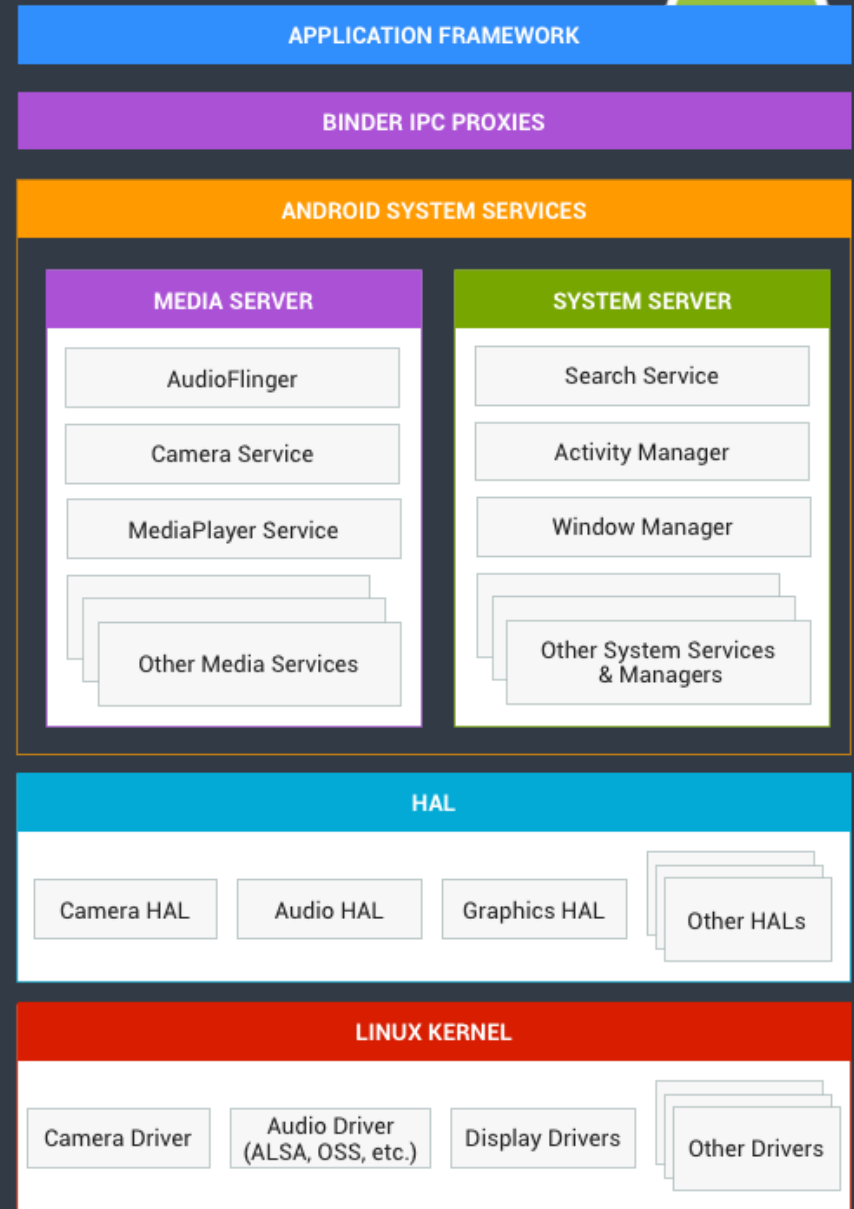 APPLICATION FRAMEWORK
BINDER IPC PROXIES
ANDROID SYSTEM SERVICES
MEDIA SERVER
AudioFlinger
Camera Service
MediaPlayer Service
Other Media Services
SYSTEM SERVER
Search Service
Activity Manager
Window Manager
Other System Services
& Managers
HAL
Camera HAL
Audio HAL
Graphics HAL
Other HALs
LINUX KERNEL
Camera Driver
Audio Driver
(ALSA, OSS, etc.)
Display Drivers
Other Drivers